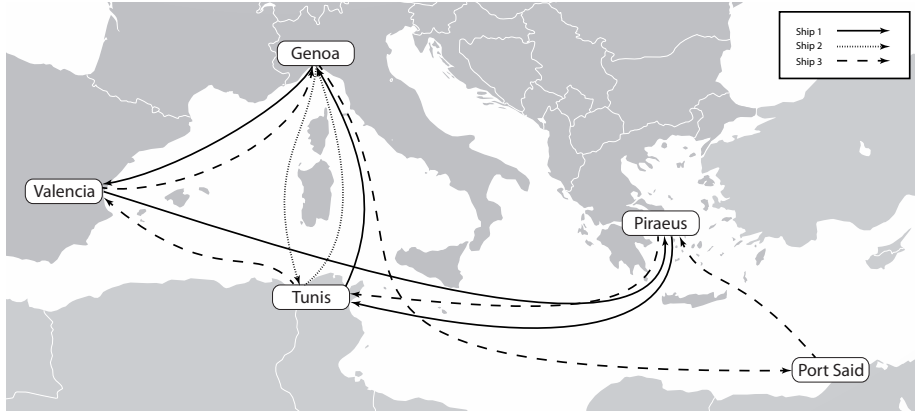 Ship 1
Ship 2
Ship 3
Genoa
Valencia
Piraeus
Tunis
Port Said